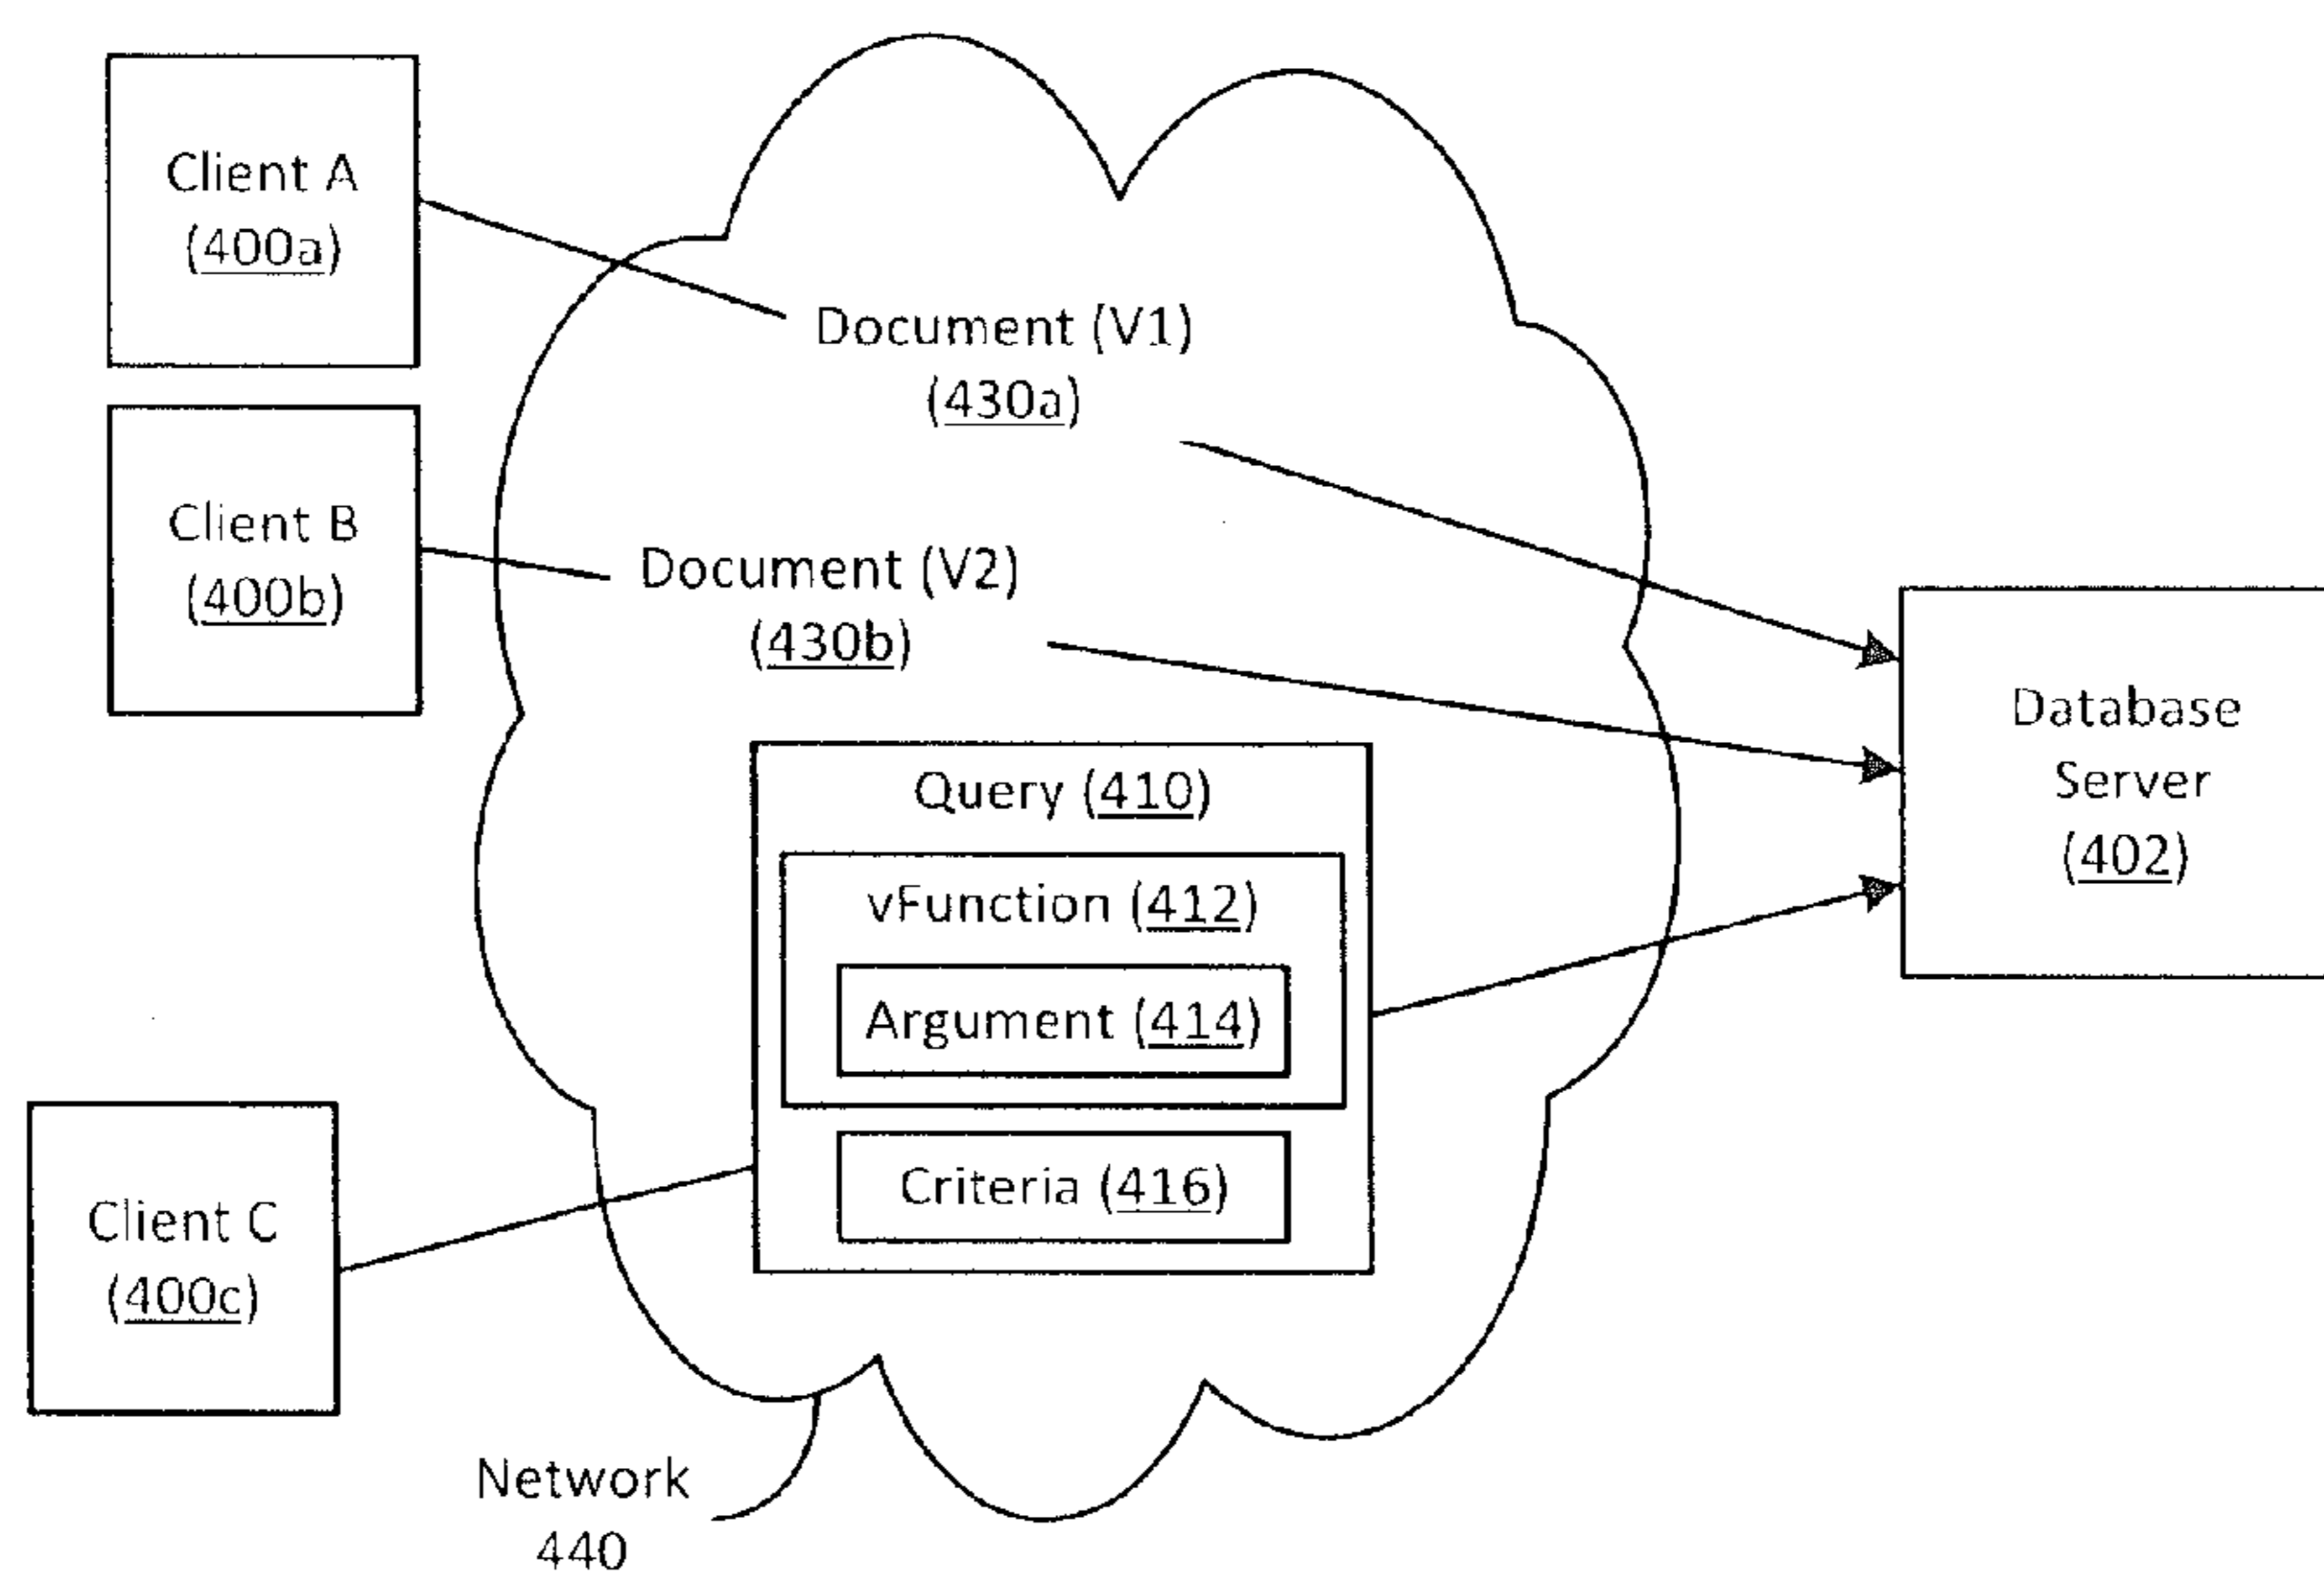 Client A
(400a)
Document (V1)
(430a)
Client B
(400b)
Document (V2)
(430b)
Database
Server
(402)
Query (410)
vFunction (412)
Argument (414)
Criteria (416)
Client C
(400c)
Network
440